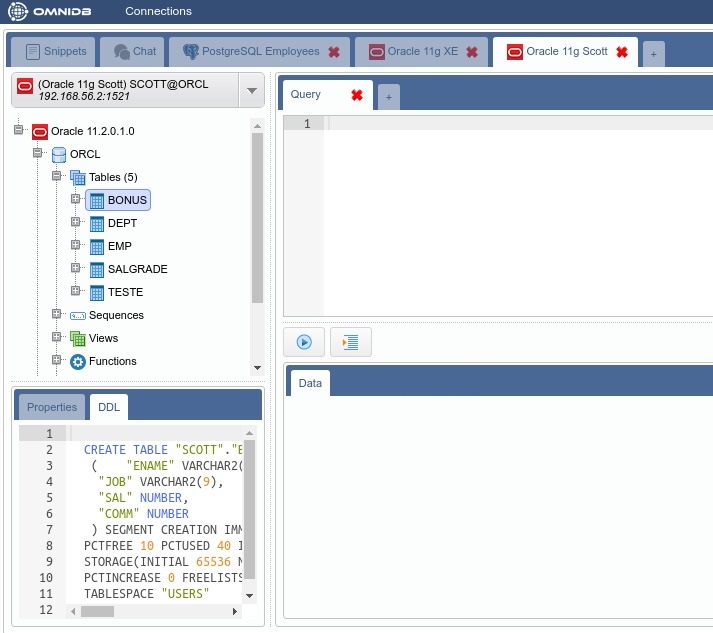 OMNIDB Connections
Snippets Chat PostgreSQL Employees Oracle 11g XE Oracle 11g Scott +
(Oracle 11g Scott) SCOTT@ORCL
192.168.56.2:1521
Oracle 11.2.0.1.0
ORCL
Tables (5)
BONUS
DEPT
EMP
SALGRADE
TESTE
Sequences
Views
Functions
Properties DDL
1
2 CREATE TABLE "SCOTT"."
3 ( "ENAME" VARCHAR2(
4 "JOB" VARCHAR2(9),
5 "SAL" NUMBER,
6 "COMM" NUMBER
7 ) SEGMENT CREATION IMM
8 PCTFREE 10 PCTUSED 40
9 STORAGE(INITIAL 65536
10 PCTINCREASE 0 FREELISTS
11 TABLESPACE "USERS"
12
Query +
1
Data